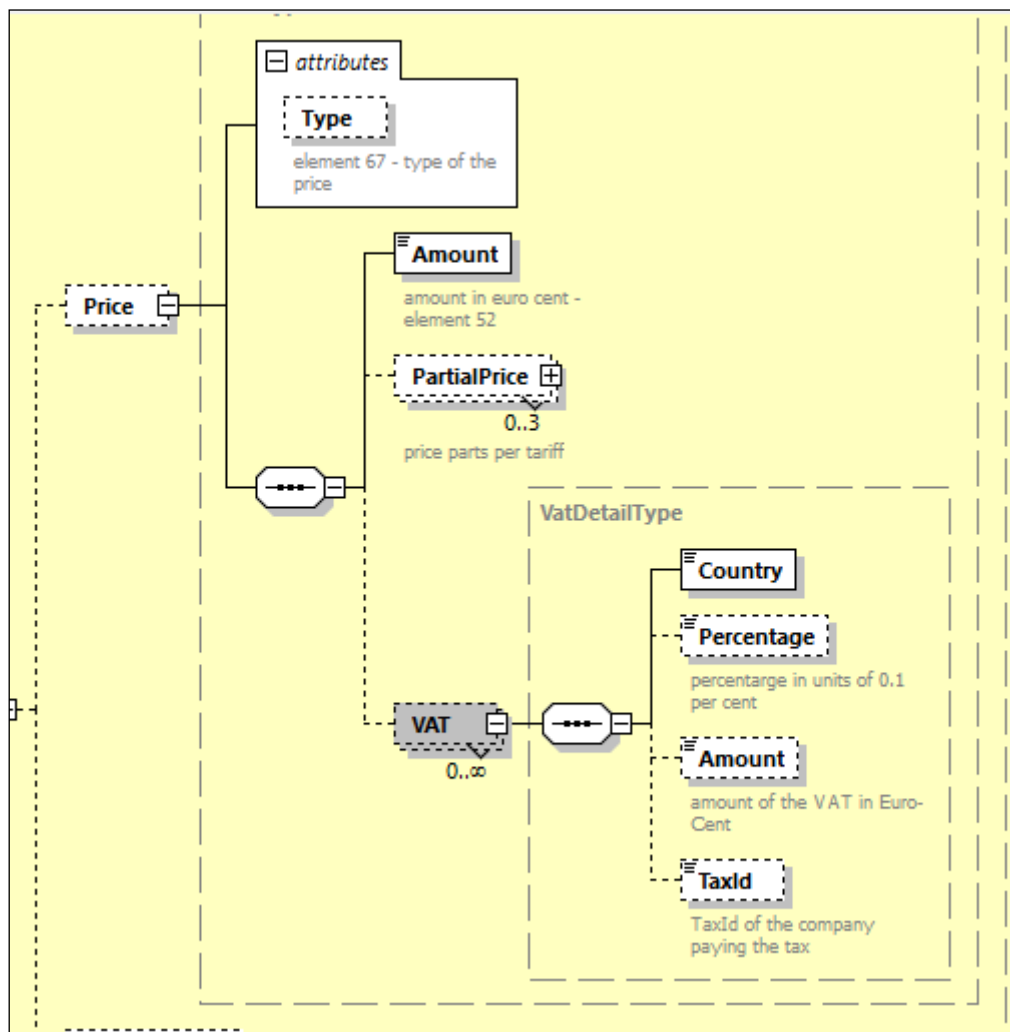 attributes
Type
element 67 - type of the
price
Amount
amount in euro cent -
element 52
Price
PartialPrice
0..3
price parts per tariff
VatDetailType
Country
Percentage
percentarge in units of 0.1
per cent
VAT
0..∞
Amount
amount of the VAT in Euro-
Cent
TaxId
TaxId of the company
paying the tax